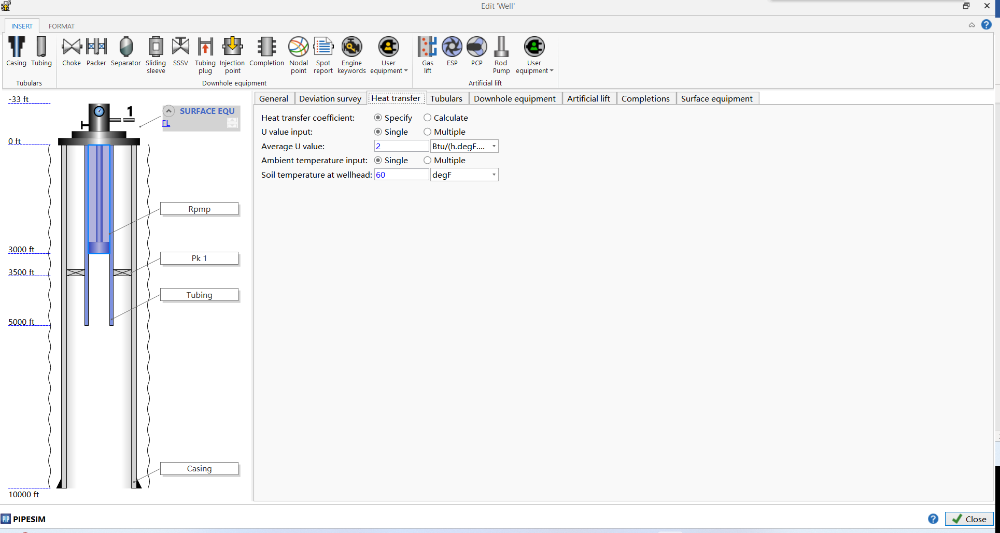 Edit 'Well'
INSERT FORMAT
Casing Tubing Choke Packer Separator Sliding sleeve SSSV Tubing plug Injection point Completion Nodal point Spot report Engine keywords User equipment Gas lift ESP PCP Rod Pump User equipment
Tubulars Downhole equipment Artificial lift
General Deviation survey Heat transfer Tubulars Downhole equipment Artificial lift Completions Surface equipment
-33 ft
1
SURFACE EQU
FL
0 ft
Rpmp
3000 ft
Pk 1
3500 ft
Tubing
5000 ft
Casing
10000 ft
Heat transfer coefficient: Specify Calculate
U value input: Single Multiple
Average U value: 2 Btu/(h.degF....
Ambient temperature input: Single Multiple
Soil temperature at wellhead: 60 degF
PIP PIPESIM
? Close